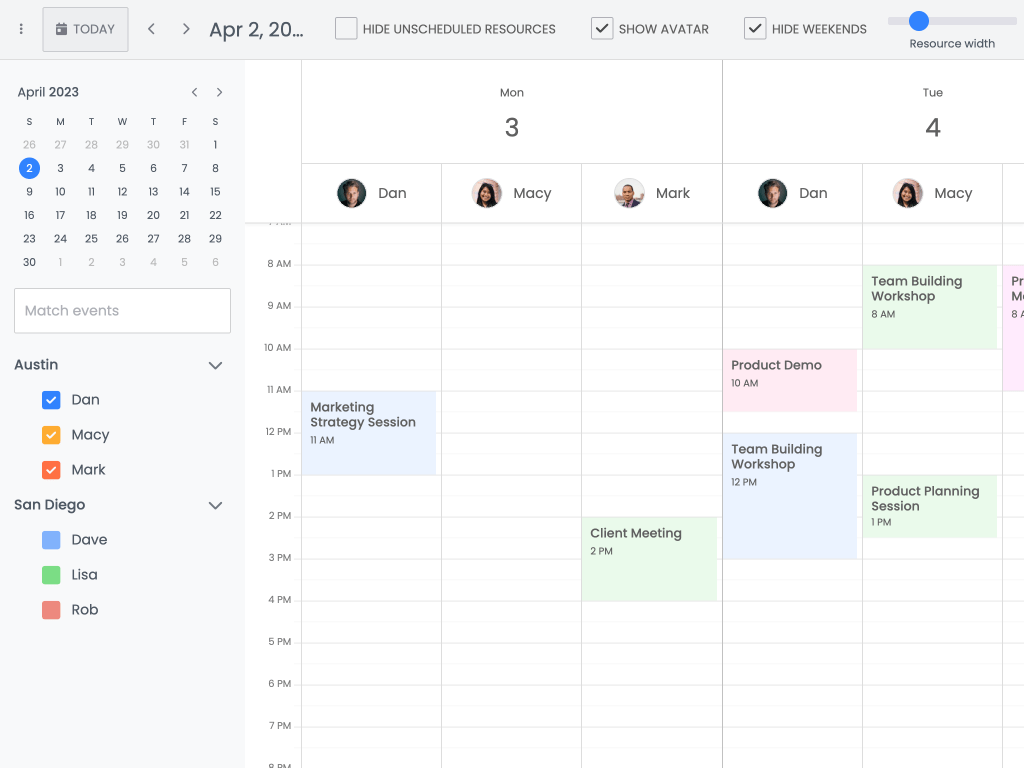 TODAY
Apr 2, 20...
HIDE UNSCHEDULED RESOURCES
SHOW AVATAR
HIDE WEEKENDS
Resource width
April 2023
S M T W T F S
26 27 28 29 30 31 1
2 3 4 5 6 7 8
9 10 11 12 13 14 15
16 17 18 19 20 21 22
23 24 25 26 27 28 29
30 1 2 3 4 5 6
Match events
Austin
Dan
Macy
Mark
San Diego
Dave
Lisa
Rob
Mon
3
Tue
4
Dan
Macy
Mark
Dan
Macy
8 AM
9 AM
10 AM
11 AM
12 PM
1 PM
2 PM
3 PM
4 PM
5 PM
6 PM
7 PM
8 PM
Marketing
Strategy Session
11 AM
Client Meeting
2 PM
Product Demo
10 AM
Team Building
Workshop
12 PM
Team Building
Workshop
8 AM
Product Planning
Session
1 PM